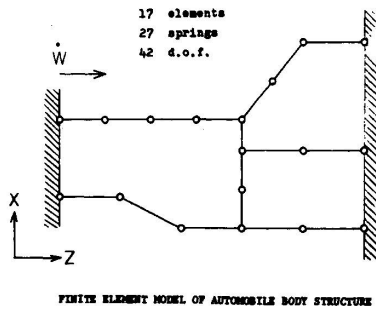 17 elements
27 springs
42 d.o.f.
Ẇ
X
Z
FINITE ELEMENT MODEL OF AUTOMOBILE BODY STRUCTURE